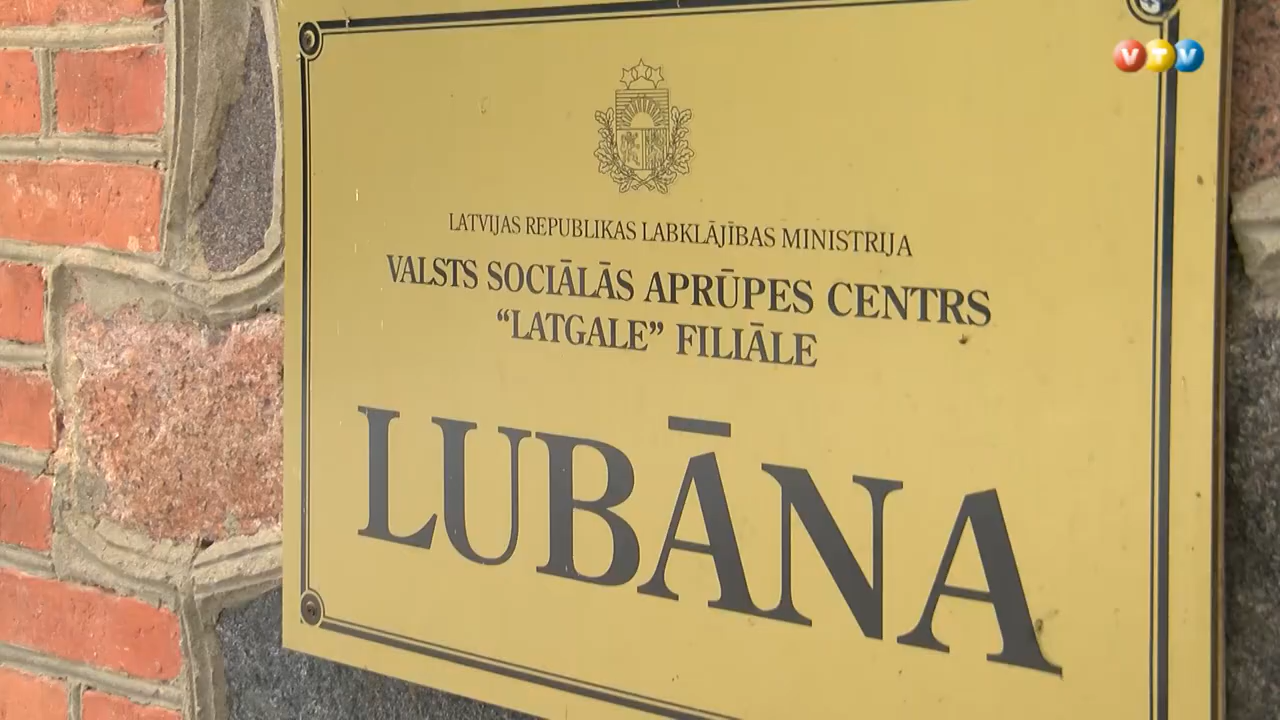 VTV
LATVIJAS REPUBLIKAS LABKLĀJĪBAS MINISTRIJA
VALSTS SOCIĀLĀS APRŪPES CENTRS
“LATGALE” FILIĀLE
LUBĀNA